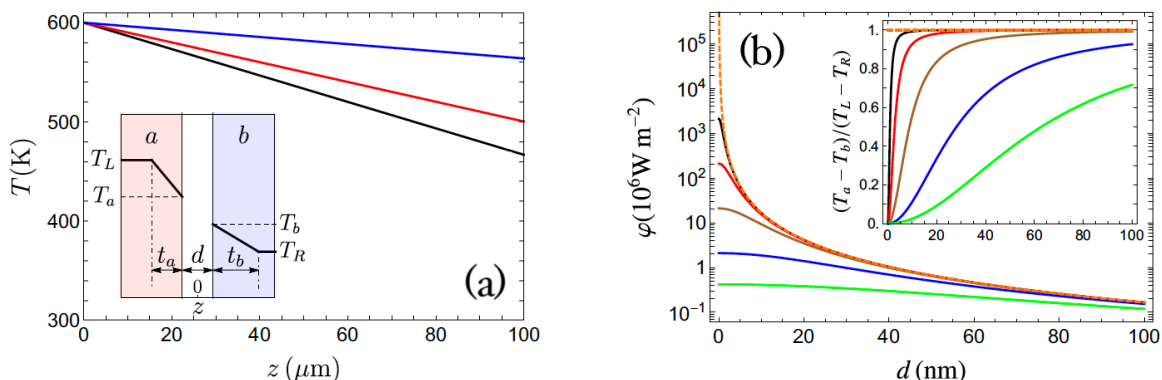 600
500
400
300
T(K)
0
20
40
60
80
100
z (μm)
(a)
a
b
T_L
T_a
T_b
T_R
t_a
d
t_b
0
z
10^5
10^4
10^3
10^2
10
1
10^-1
φ(10^6 W m^-2)
0
20
40
60
80
100
d (nm)
(b)
1
0.8
0.6
0.4
0.2
0
(T_a − T_b)/(T_L − T_R)
0
20
40
60
80
100